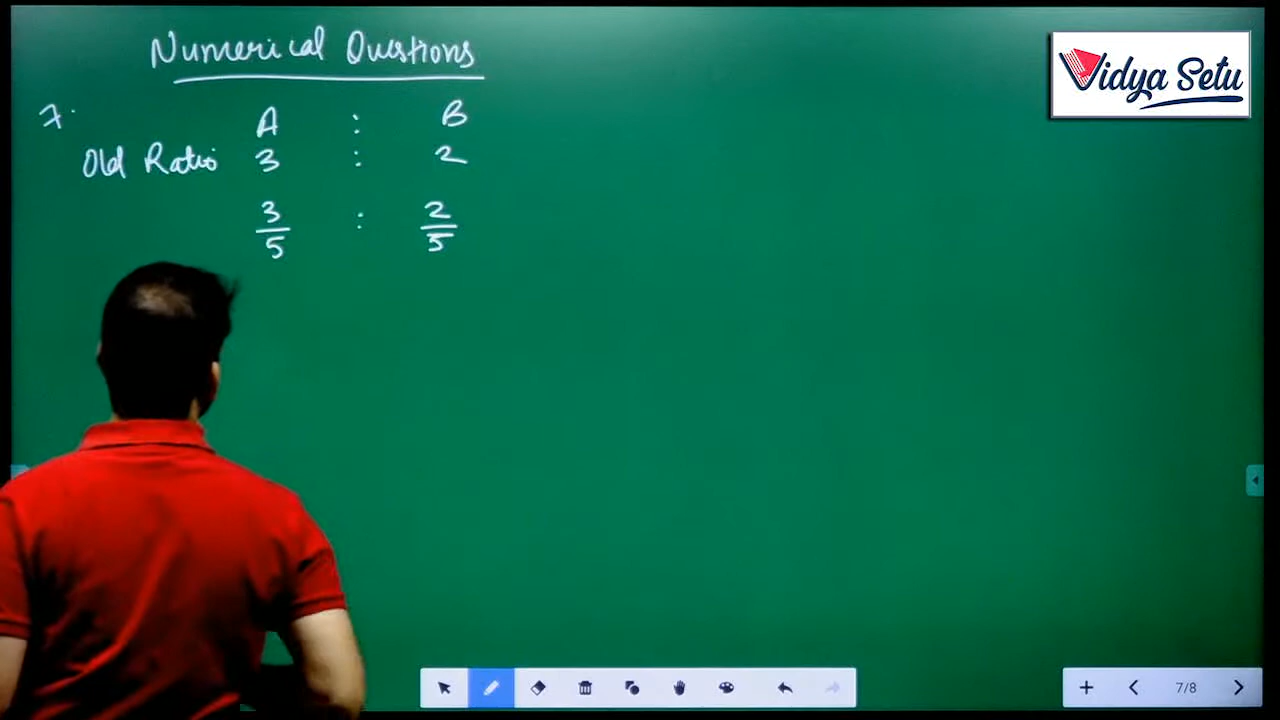 Numerical Questions
Vidya Setu
7.
A : B
Old Ratio 3 : 2
3/5 : 2/5
7/8